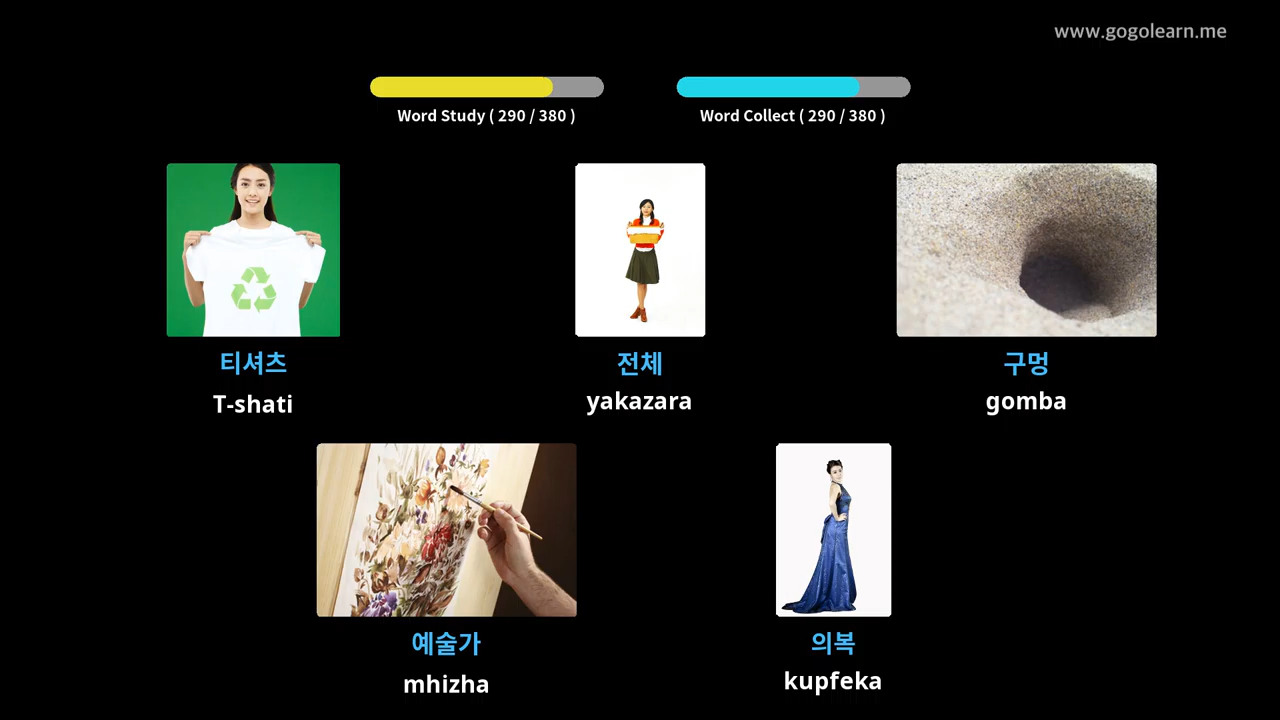 www.gogolearn.me
Word Study ( 290 / 380 )
Word Collect ( 290 / 380 )
티셔츠
T-shati
전체
yakazara
구멍
gomba
예술가
mhizha
의복
kupfeka